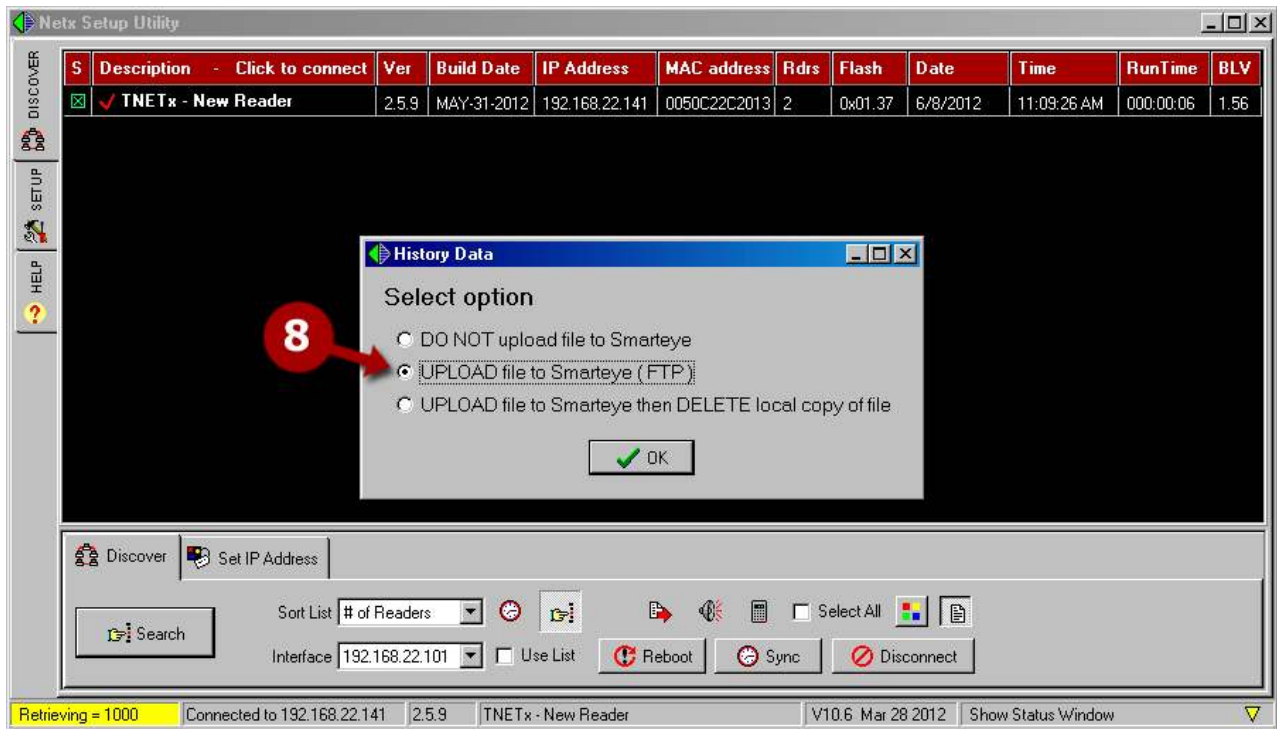 Netx Setup Utility
DISCOVER
SETUP
HELP
S Description - Click to connect Ver Build Date IP Address MAC address Rdrs Flash Date Time RunTime BLV
TNETx - New Reader 2.5.9 MAY-31-2012 192.168.22.141 0050C22C2013 2 0x01.37 6/8/2012 11:09:26 AM 000:00:06 1.56
History Data
Select option
DO NOT upload file to Smarteye
8
UPLOAD file to Smarteye ( FTP )
UPLOAD file to Smarteye then DELETE local copy of file
OK
Discover Set IP Address
Search
Sort List # of Readers Select All
Interface 192.168.22.101 Use List Reboot Sync Disconnect
Retrieving = 1000 Connected to 192.168.22.141 2.5.9 TNETx - New Reader V10.6 Mar 28 2012 Show Status Window